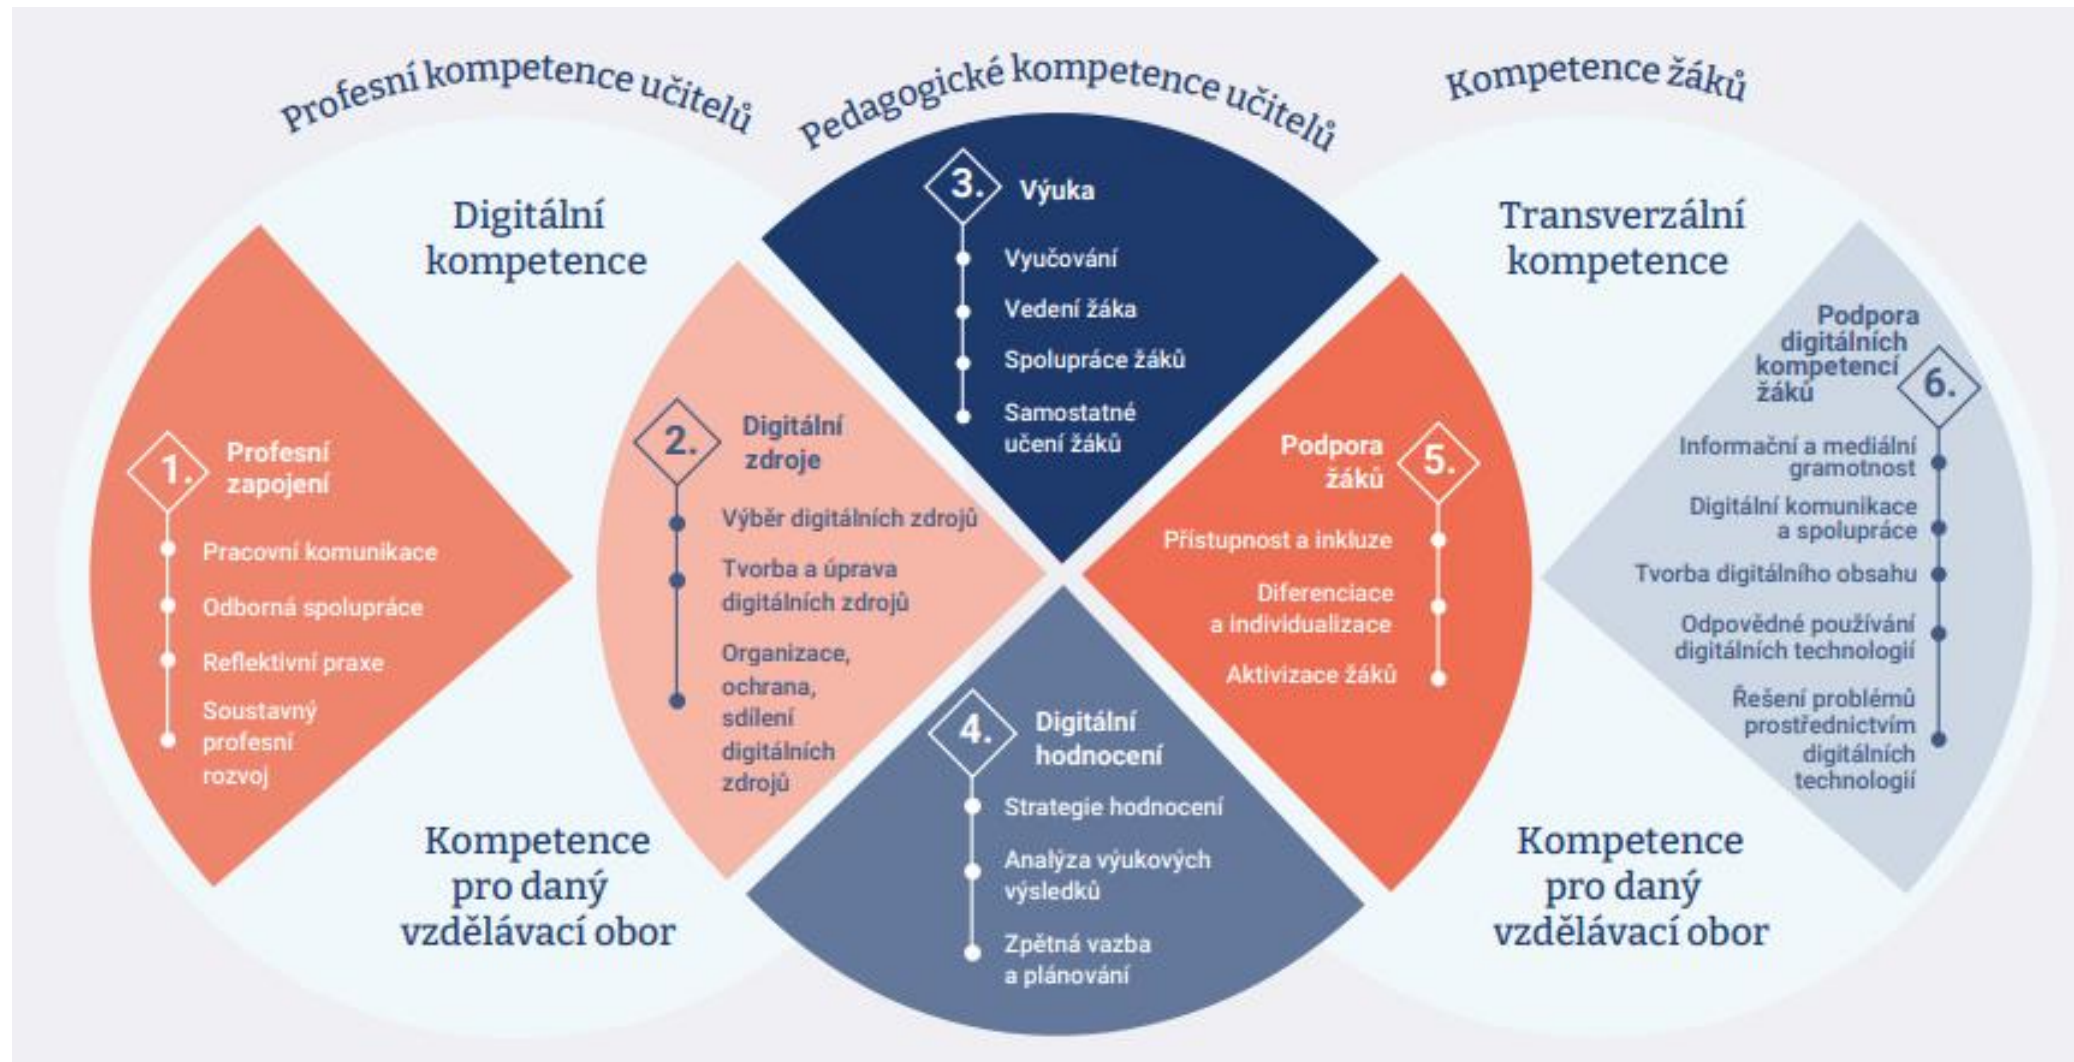 Profesní kompetence učitelů
Pedagogické kompetence učitelů
Kompetence žáků
Digitální
kompetence
Kompetence
pro daný
vzdělávací obor
Transverzální
kompetence
Kompetence
pro daný
vzdělávací obor
1.
Profesní
zapojení
Pracovní komunikace
Odborná spolupráce
Reflektivní praxe
Soustavný
profesní
rozvoj
2.
Digitální
zdroje
Výběr digitálních zdrojů
Tvorba a úprava
digitálních zdrojů
Organizace,
ochrana,
sdílení
digitálních
zdrojů
3.
Výuka
Vyučování
Vedení žáka
Spolupráce žáků
Samostatné
učení žáků
4.
Digitální
hodnocení
Strategie hodnocení
Analýza výukových
výsledků
Zpětná vazba
a plánování
5.
Podpora
žáků
Přístupnost a inkluze
Diferenciace
a individualizace
Aktivizace žáků
6.
Podpora
digitálních
kompetencí
žáků
Informační a mediální
gramotnost
Digitální komunikace
a spolupráce
Tvorba digitálního obsahu
Odpovědné používání
digitálních technologií
Řešení problémů
prostřednictvím
digitálních
technologií